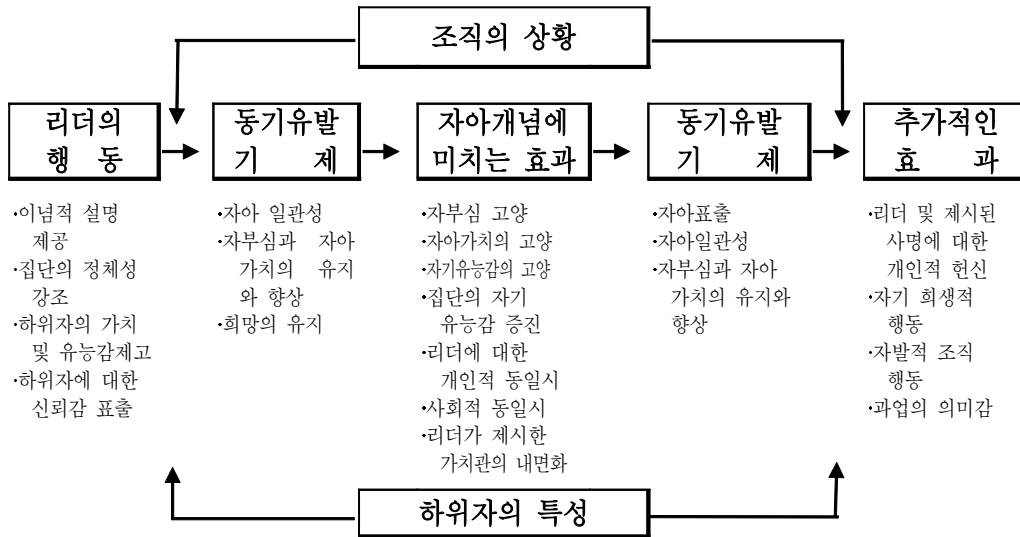 조직의 상황
리더의
행 동
동기유발
기 제
자아개념에
미치는 효과
동기유발
기 제
추가적인
효 과
·이념적 설명
제공
·집단의 정체성
강조
·하위자의 가치
및 유능감제고
·하위자에 대한
신뢰감 표출
·자아 일관성
·자부심과 자아
가치의 유지
와 향상
·희망의 유지
·자부심 고양
·자아가치의 고양
·자기유능감의 고양
·집단의 자기
유능감 증진
·리더에 대한
개인적 동일시
·사회적 동일시
·리더가 제시한
가치관의 내면화
·자아표출
·자아일관성
·자부심과 자아
가치의 유지와
향상
·리더 및 제시된
사명에 대한
개인적 헌신
·자기 희생적
행동
·자발적 조직
행동
·과업의 의미감
하위자의 특성